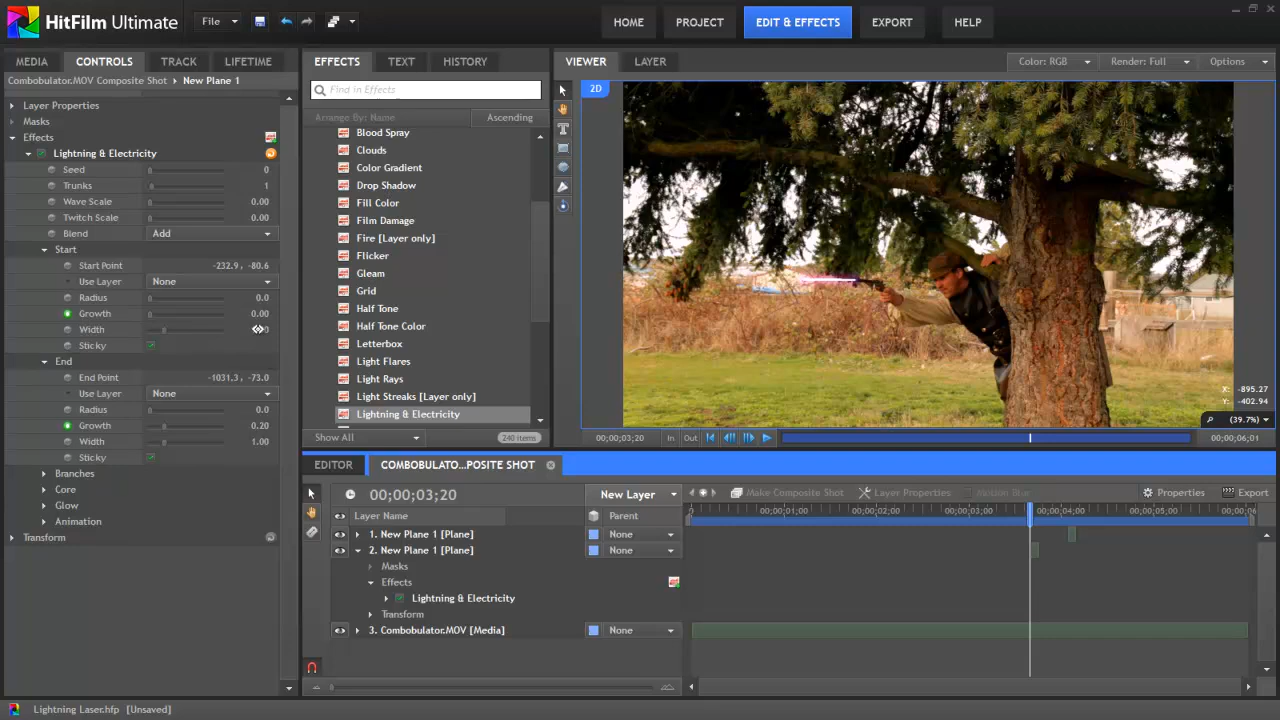 HitFilm Ultimate
File
HOME
PROJECT
EDIT & EFFECTS
EXPORT
HELP
MEDIA
CONTROLS
TRACK
LIFETIME
Combobulator.MOV Composite Shot
New Plane 1
Layer Properties
Masks
Effects
Lightning & Electricity
Seed 0
Trunks 1
Wave Scale 0.00
Twitch Scale 0.00
Blend Add
Start
Start Point -232.9, -80.6
Use Layer None
Radius 0.0
Growth 0.00
Width
Sticky
End
End Point -1031.3, -73.0
Use Layer None
Radius 0.0
Growth 0.20
Width 1.00
Sticky
Branches
Core
Glow
Animation
Transform
EFFECTS
TEXT
HISTORY
Find in Effects
Arrange By: Name
Ascending
Blood Spray
Clouds
Color Gradient
Drop Shadow
Fill Color
Film Damage
Fire [Layer only]
Flicker
Gleam
Grid
Half Tone
Half Tone Color
Letterbox
Light Flares
Light Rays
Light Streaks [Layer only]
Lightning & Electricity
Show All
240 items
VIEWER
LAYER
Color: RGB
Render: Full
Options
2D
X: -895.27
Y: -402.94
(39.7%)
00;00;03;20
In
Out
00;00;06;01
EDITOR
COMBOBULATO...POSITE SHOT
00;00;03;20
New Layer
Make Composite Shot
Layer Properties
Motion Blur
Properties
Export
Layer Name
Parent
0
00;00;01;00
00;00;02;00
00;00;03;00
00;00;04;00
00;00;05;00
00;00;06
1. New Plane 1 [Plane] None
2. New Plane 1 [Plane] None
Masks
Effects
Lightning & Electricity
Transform
3. Combobulator.MOV [Media] None
Lightning Laser.hfp [Unsaved]